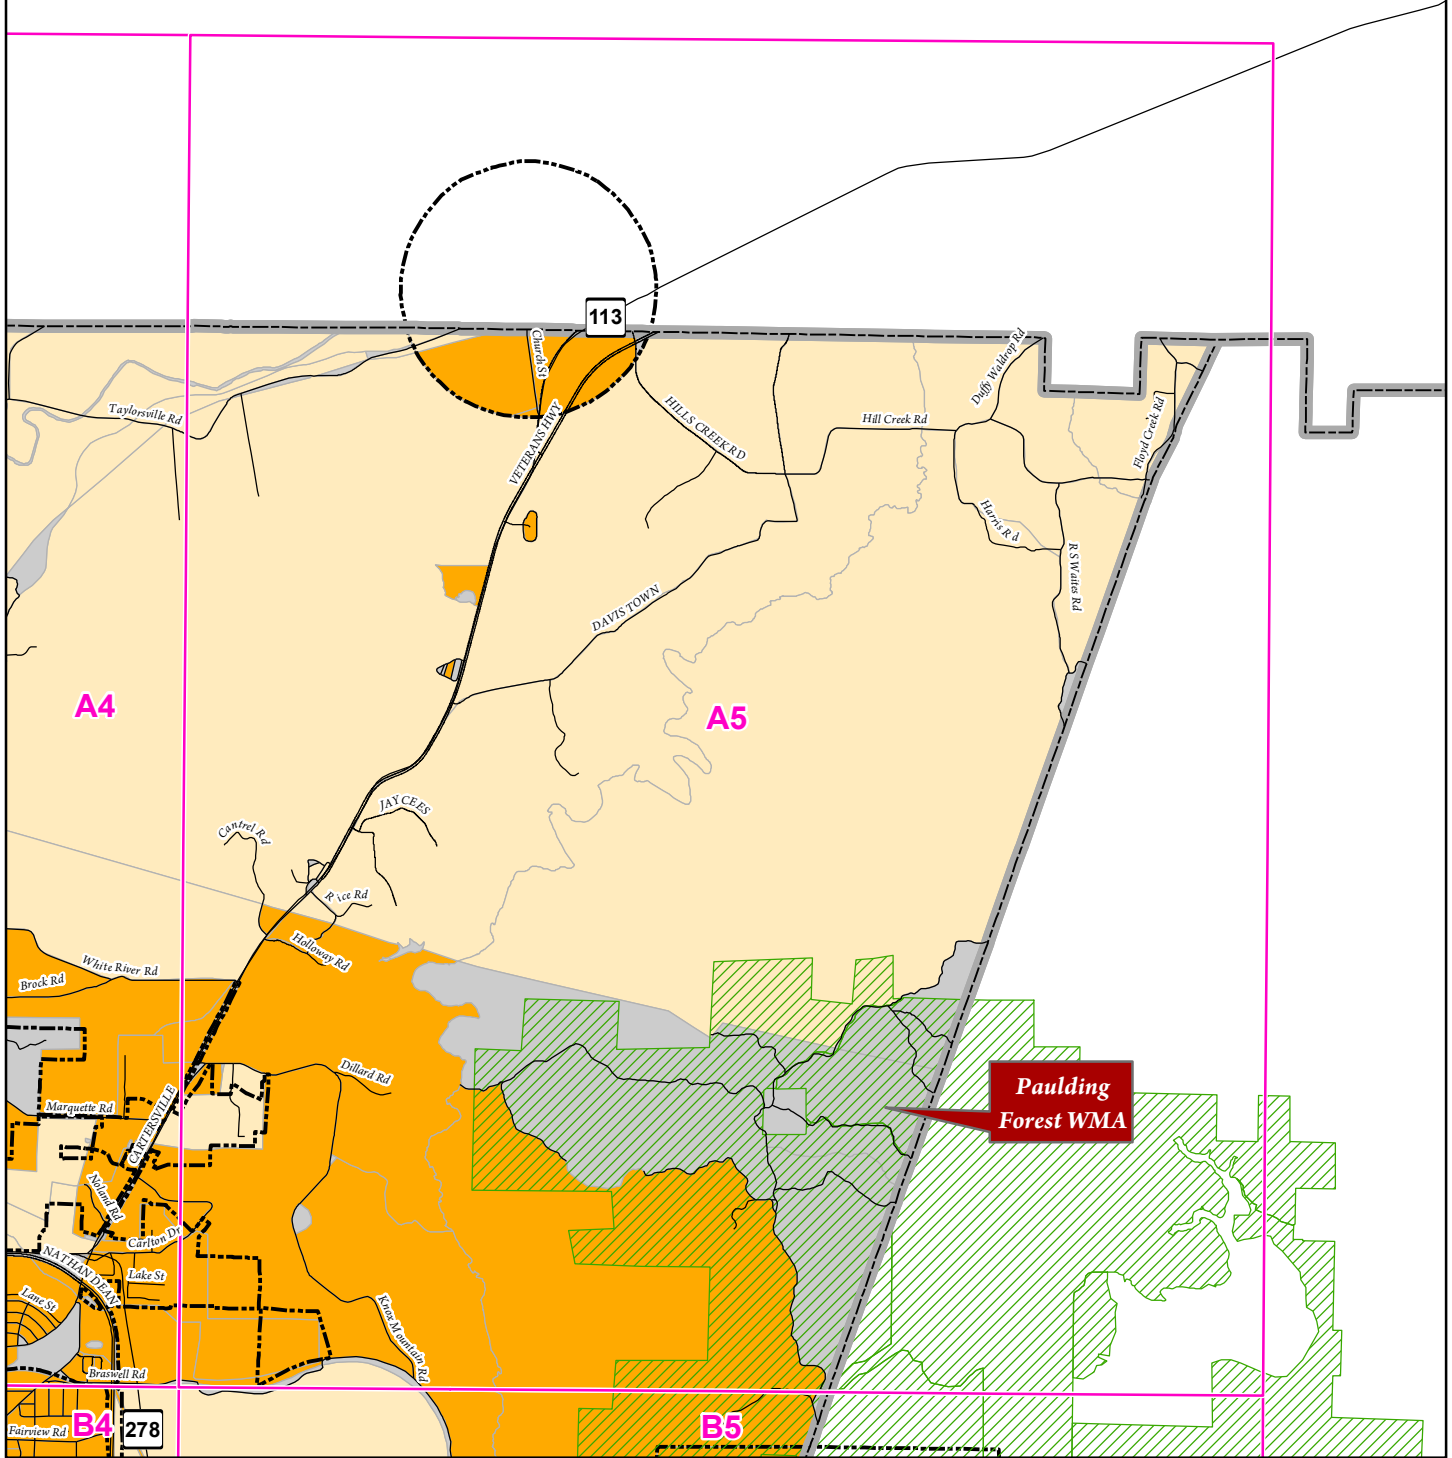 113
Church St
Duffy Waldrop Rd
Taylorsville Rd
HILLS CREEK RD
Hill Creek Rd
Floyd Creek Rd
VETERANS HWY
Harris Rd
R S Waites Rd
DAVIS TOWN
A4
A5
JAYCEES
Cantrel Rd
Rice Rd
Holloway Rd
White River Rd
Brock Rd
Dillard Rd
Paulding
Forest WMA
Marquette Rd
CARTERSVILLE
Noland Rd
Carlton Dr
NATHAN DEAN
Lake St
Lane St
Knox Mountain Rd
Braswell Rd
Fairview Rd
B4
278
B5